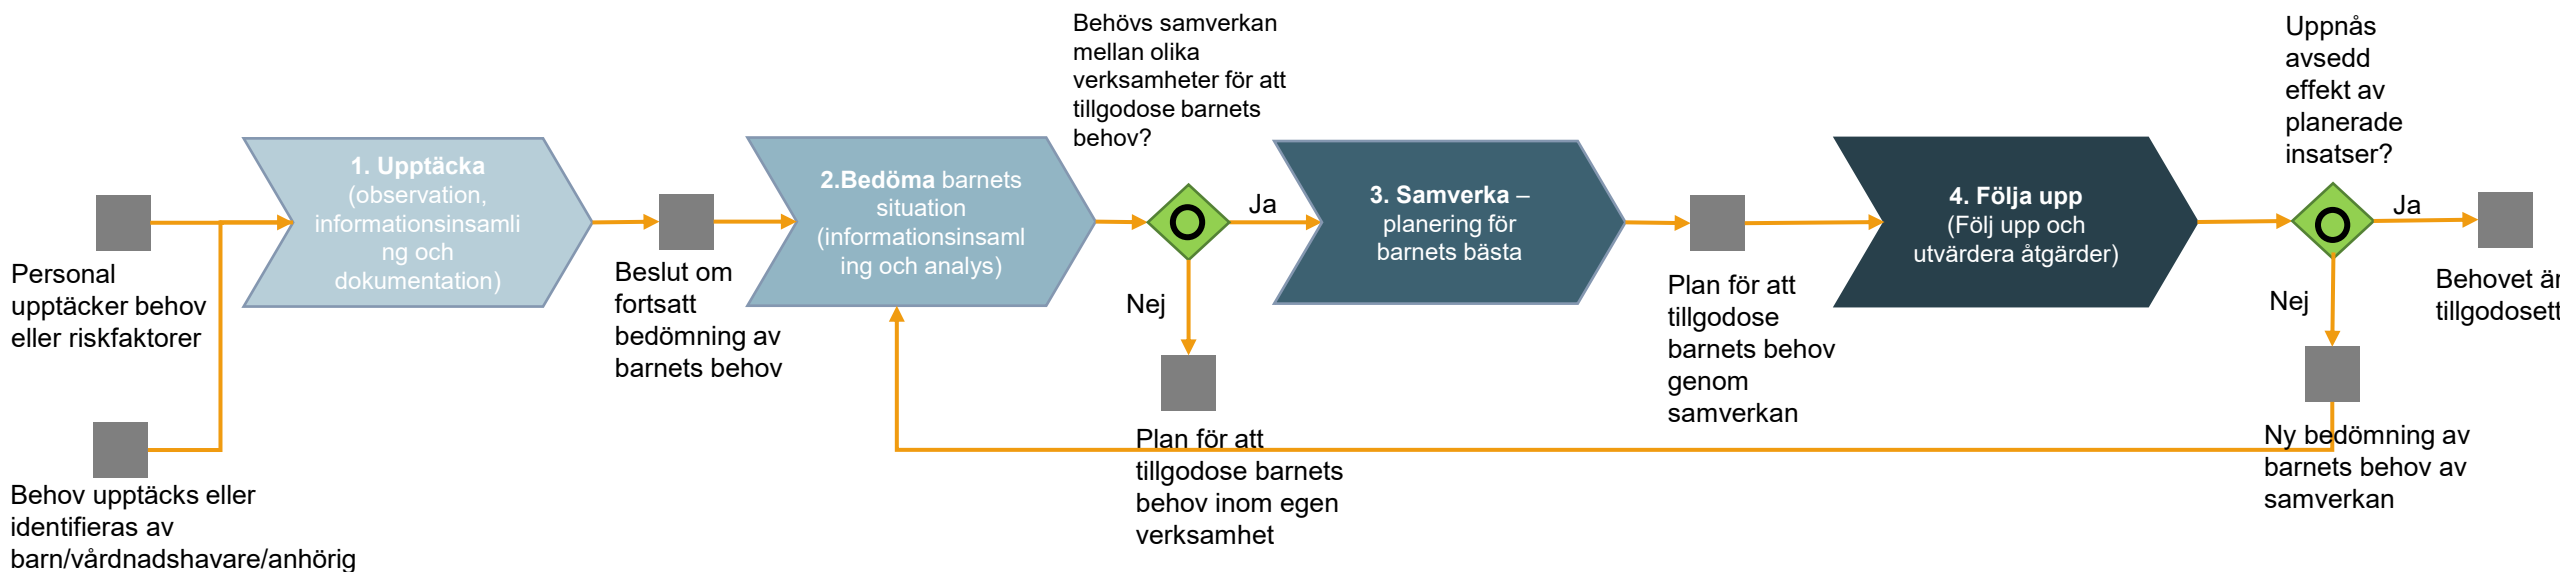 Personal
upptäcker behov
eller riskfaktorer
Behov upptäcks eller
identifieras av
barn/vårdnadshavare/anhörig
1. Upptäcka
(observation,
informationsinsamli
ng och
dokumentation)
Beslut om
fortsatt
bedömning av
barnets behov
2.Bedöma barnets
situation
(informationsinsaml
ing och analys)
Behövs samverkan
mellan olika
verksamheter för att
tillgodose barnets
behov?
Ja
Nej
Plan för att
tillgodose barnets
behov inom egen
verksamhet
3. Samverka –
planering för
barnets bästa
Plan för att
tillgodose
barnets behov
genom
samverkan
4. Följa upp
(Följ upp och
utvärdera åtgärder)
Uppnås
avsedd
effekt av
planerade
insatser?
Ja
Nej
Behovet är
tillgodosett
Ny bedömning av
barnets behov av
samverkan